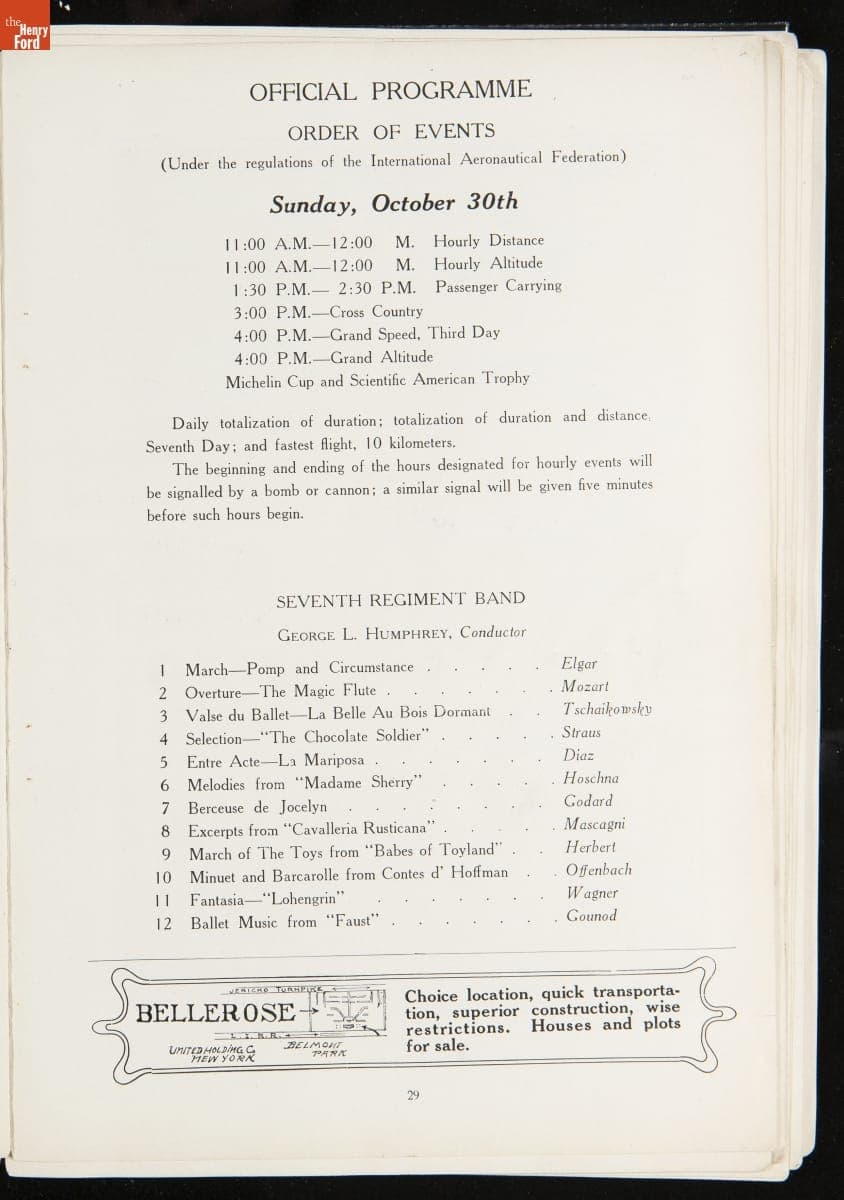 the
Henry
Ford
OFFICIAL PROGRAMME
ORDER OF EVENTS
(Under the regulations of the International Aeronautical Federation)
Sunday, October 30th
11:00 A.M.—12:00 M. Hourly Distance
11:00 A.M.—12:00 M. Hourly Altitude
1:30 P.M.— 2:30 P.M. Passenger Carrying
3:00 P.M.—Cross Country
4:00 P.M.—Grand Speed, Third Day
4:00 P.M.—Grand Altitude
Michelin Cup and Scientific American Trophy
Daily totalization of duration; totalization of duration and distance,
Seventh Day; and fastest flight, 10 kilometers.
The beginning and ending of the hours designated for hourly events will
be signalled by a bomb or cannon; a similar signal will be given five minutes
before such hours begin.
SEVENTH REGIMENT BAND
GEORGE L. HUMPHREY, Conductor
1 March—Pomp and Circumstance . . . . . Elgar
2 Overture—The Magic Flute . . . . . . . Mozart
3 Valse du Ballet—La Belle Au Bois Dormant . . Tschaikowsky
4 Selection—"The Chocolate Soldier" . . . . . Straus
5 Entre Acte—La Mariposa . . . . . . . Diaz
6 Melodies from "Madame Sherry" . . . . . Hoschna
7 Berceuse de Jocelyn . . . . . . . . Godard
8 Excerpts from "Cavalleria Rusticana" . . . . . Mascagni
9 March of The Toys from "Babes of Toyland" . . Herbert
10 Minuet and Barcarolle from Contes d' Hoffman . . Offenbach
11 Fantasia—"Lohengrin" . . . . . . . Wagner
12 Ballet Music from "Faust" . . . . . . . Gounod
JERICHO TURNPIKE
BELLEROSE
L. I. R.R.
UNITED HOLDING Co
NEW YORK
BELMONT
PARK
Choice location, quick transporta-
tion, superior construction, wise
restrictions. Houses and plots
for sale.
29